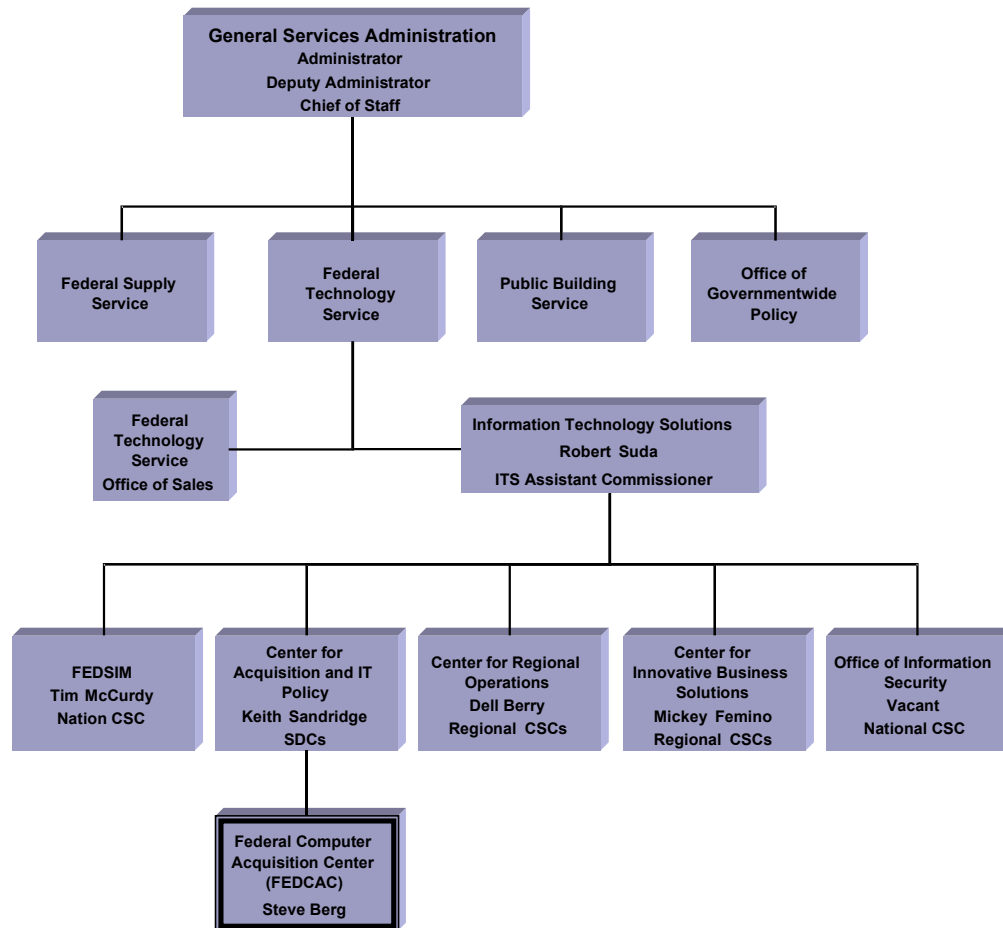 General Services Administration
Administrator
Deputy Administrator
Chief of Staff
Federal Supply
Service
Federal
Technology
Service
Public Building
Service
Office of
Governmentwide
Policy
Federal
Technology
Service
Office of Sales
Information Technology Solutions
Robert Suda
ITS Assistant Commissioner
FEDSIM
Tim McCurdy
Nation CSC
Center for
Acquisition and IT
Policy
Keith Sandridge
SDCs
Center for Regional
Operations
Dell Berry
Regional CSCs
Center for
Innovative Business
Solutions
Mickey Femino
Regional CSCs
Office of Information
Security
Vacant
National CSC
Federal Computer
Acquisition Center
(FEDCAC)
Steve Berg